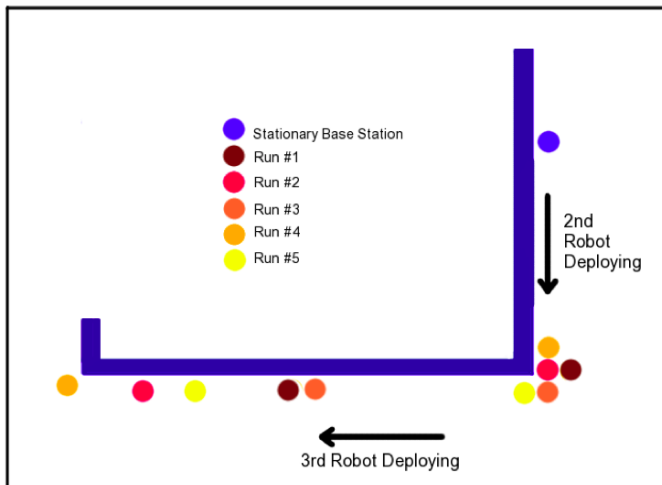 Stationary Base Station
Run #1
Run #2
Run #3
Run #4
Run #5
2nd
Robot
Deploying
3rd Robot Deploying